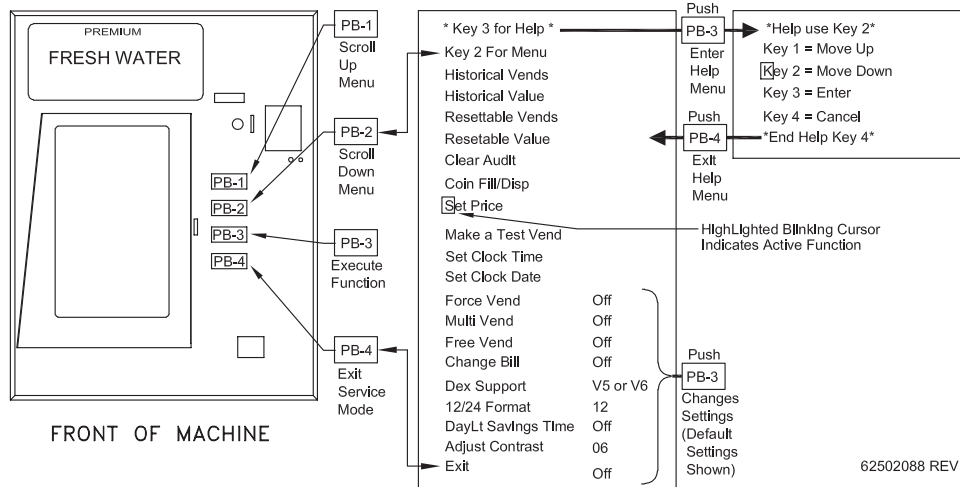 PREMIUM
FRESH WATER
PB-1
PB-2
PB-3
PB-4
FRONT OF MACHINE
PB-1
Scroll
Up
Menu
PB-2
Scroll
Down
Menu
PB-3
Execute
Function
PB-4
Exit
Service
Mode
* Key 3 for Help *
Key 2 For Menu
Historical Vends
Historical Value
Resettable Vends
Resetable Value
Clear Audit
Coin Fill/Disp
Set Price
Make a Test Vend
Set Clock Time
Set Clock Date
Force Vend Off
Multi Vend Off
Free Vend Off
Change Bill Off
Dex Support V5 or V6
12/24 Format 12
DayLt Savings Time Off
Adjust Contrast 06
Exit
Off
Push
PB-3
Enter
Help
Menu
Push
PB-4
Exit
Help
Menu
HighLighted Blinking Cursor
Indicates Active Function
Push
PB-3
Changes
Settings
(Default
Settings
Shown)
*Help use Key 2*
Key 1 = Move Up
Key 2 = Move Down
Key 3 = Enter
Key 4 = Cancel
*End Help Key 4*
62502088 REV